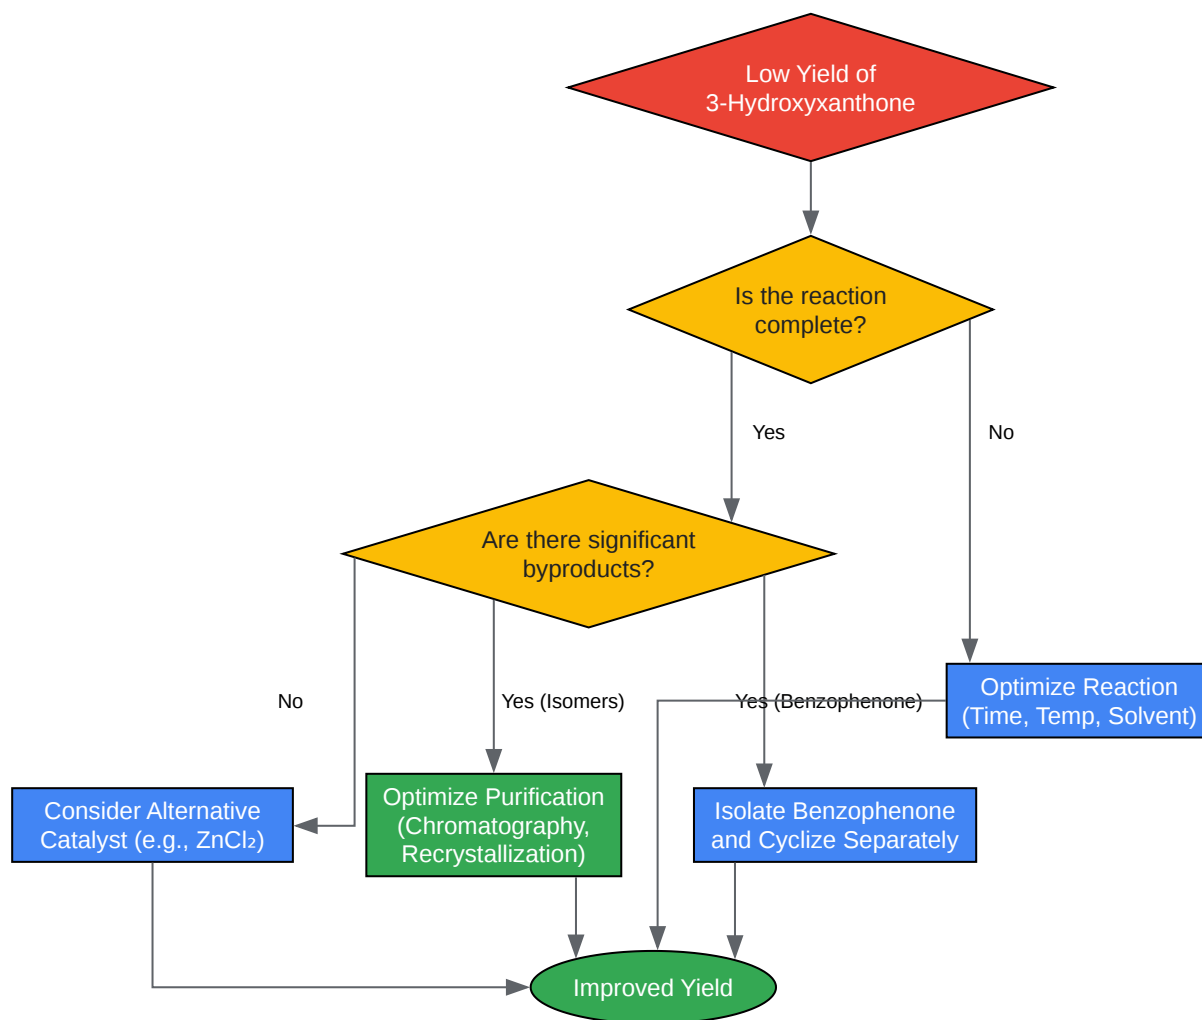 Low Yield of
3-Hydroxyxanthone
Is the reaction
complete?
Yes
No
Are there significant
byproducts?
No
Yes (Isomers)
Yes (Benzophenone)
Optimize Reaction
(Time, Temp, Solvent)
Consider Alternative
Catalyst (e.g., ZnCl₂)
Optimize Purification
(Chromatography,
Recrystallization)
Isolate Benzophenone
and Cyclize Separately
Improved Yield